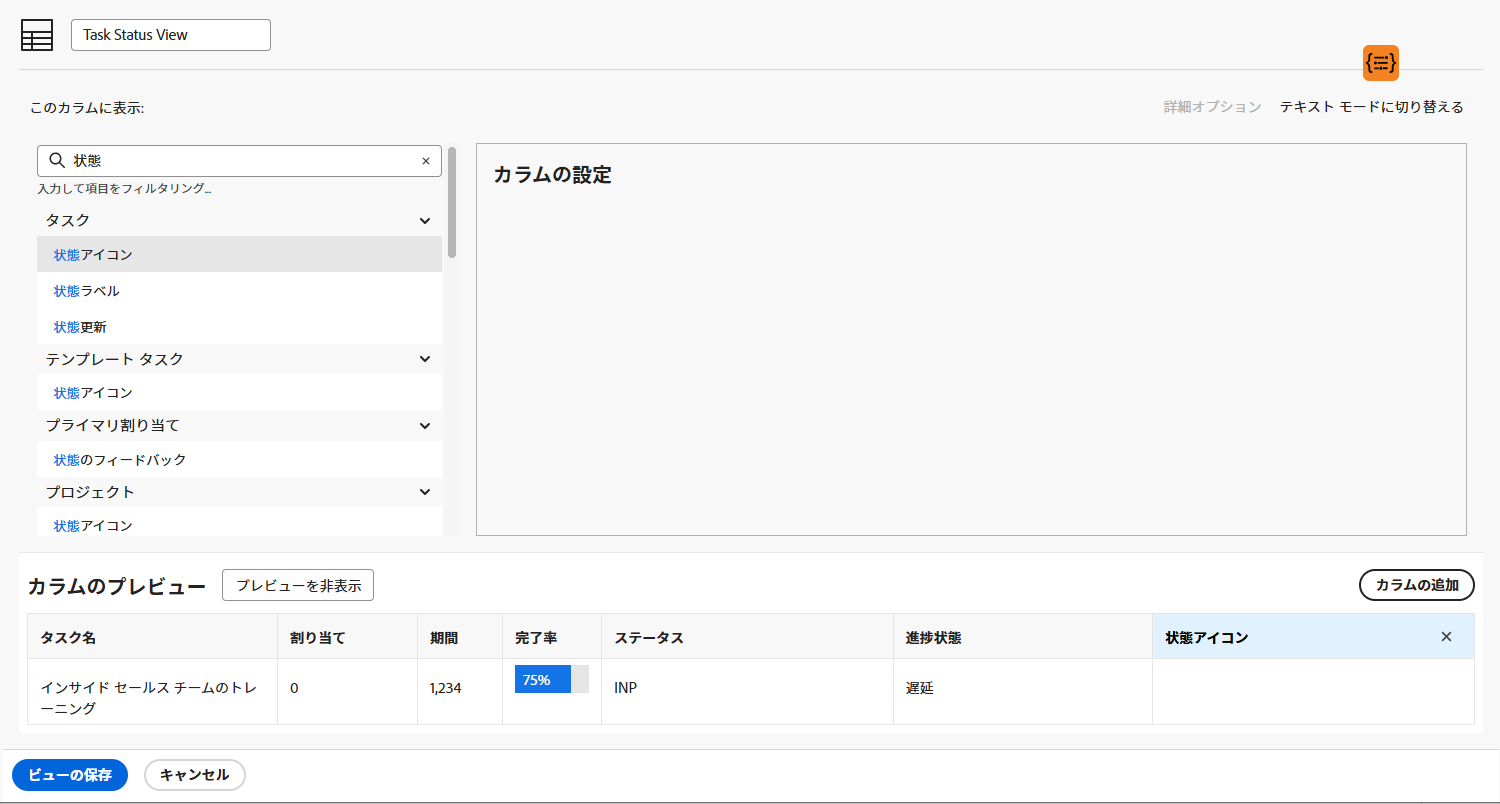 Task Status View
このカラムに表示:
詳細オプション テキスト モードに切り替える
状態
入力して項目をフィルタリング...
タスク
状態アイコン
状態ラベル
状態更新
テンプレート タスク
状態アイコン
プライマリ割り当て
状態のフィードバック
プロジェクト
状態アイコン
カラムの設定
カラムのプレビュー プレビューを非表示 カラムの追加
タスク名 割り当て 期間 完了率 ステータス 進捗状態 状態アイコン
インサイド セールス チームのトレ
ーニング 0 1,234 75% INP 遅延
ビューの保存 キャンセル